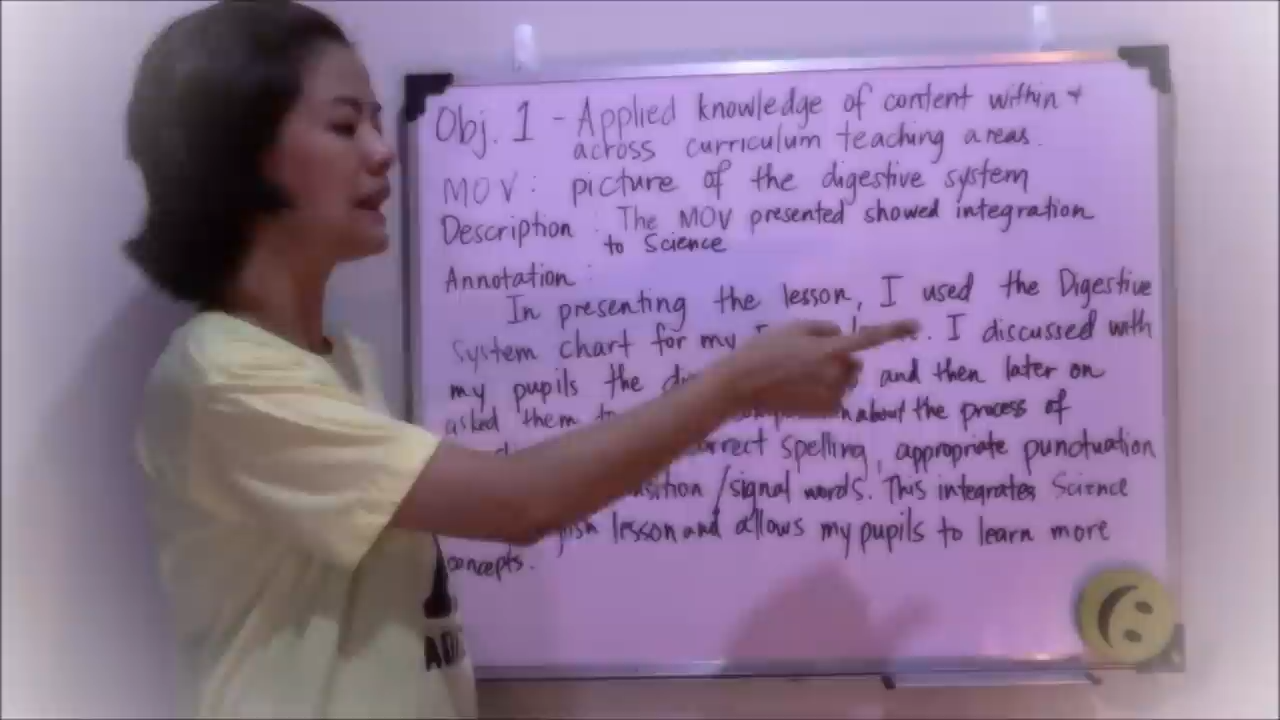 Obj. 1 - Applied knowledge of content within +
across curriculum teaching areas.
MOV: picture of the digestive system
Description: The MOV presented showed integration
to Science
Annotation:
In presenting the lesson, I used the Digestive
System chart for my I discussed with
my pupils the and then later on
asked them about the process of
correct spelling, appropriate punctuation
/signal words. This integrates Science
lesson and allows my pupils to learn more
concepts.